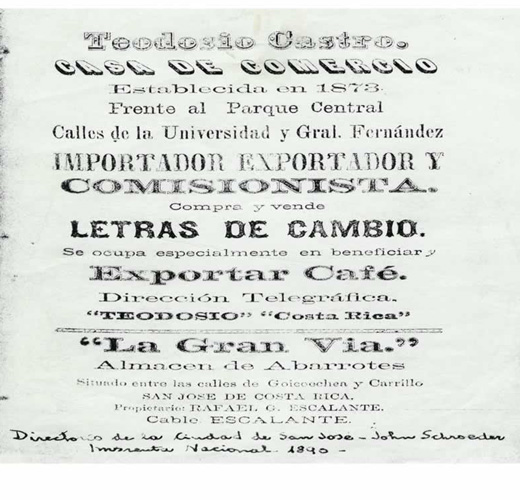 Teodosio Castro.
CASA DE COMERCIO
Establecida en 1873.
Frente al Parque Central
Calles de la Universidad y Gral. Fernández
IMPORTADOR EXPORTADOR Y
COMISIONISTA.
Compra y vende
LETRAS DE CAMBIO.
Se ocupa especialmente en beneficiar y
Exportar Café.
Dirección Telegráfica.
"TEODOSIO" "Costa Rica"
"La Gran Via."
Almacen de Abarrotes
Situado entre las calles de Goicoechea y Carrillo
SAN JOSE DE COSTA RICA.
Propietario: RAFAEL G. ESCALANTE.
Cable ESCALANTE.
Directorio de la Ciudad de San José - John Schroeder
Imprenta Nacional 1890 -